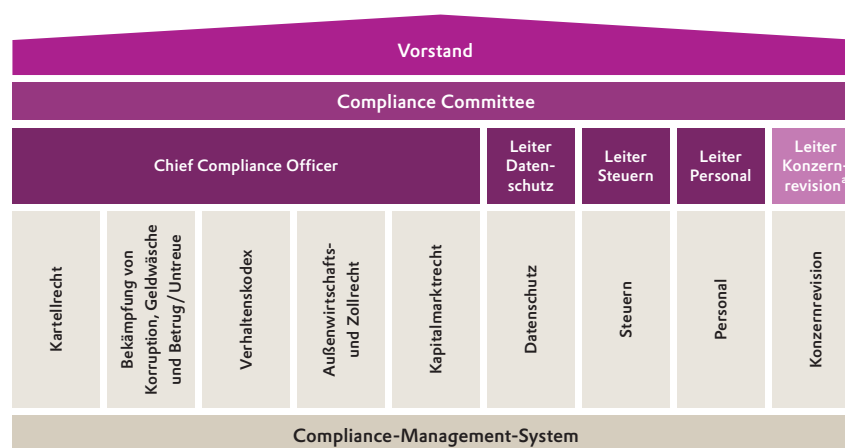 Vorstand
Compliance Committee
Chief Compliance Officer
Leiter
Daten-
schutz
Leiter
Steuern
Leiter
Personal
Leiter
Konzern-
revisionᵃ
Kartellrecht
Bekämpfung von
Korruption, Geldwäsche
und Betrug/Untreue
Verhaltenskodex
Außenwirtschafts-
und Zollrecht
Kapitalmarktrecht
Datenschutz
Steuern
Personal
Konzernrevision
Compliance-Management-System